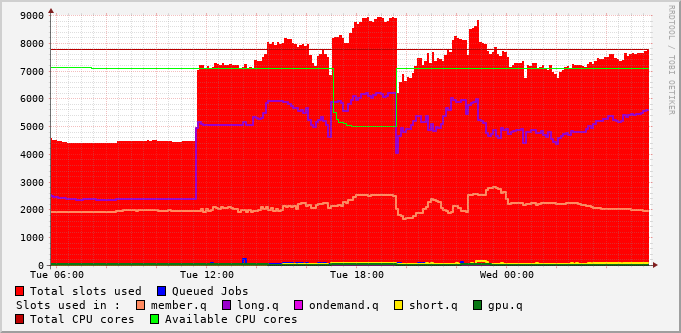 9000
8000
7000
6000
5000
4000
3000
2000
1000
0
Tue 06:00 Tue 12:00 Tue 18:00 Wed 00:00
RRDTOOL / TOBI OETIKER
Total slots used Queued Jobs
Slots used in : member.q long.q ondemand.q short.q gpu.q
Total CPU cores Available CPU cores